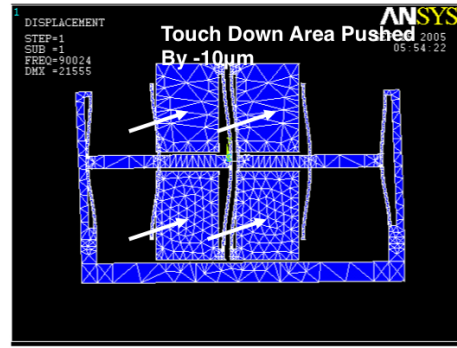 1
DISPLACEMENT
STEP=1
SUB =1
FREQ=90024
DMX =21555
ANSYS
2005
05:54:22
Touch Down Area Pushed
By -10µm